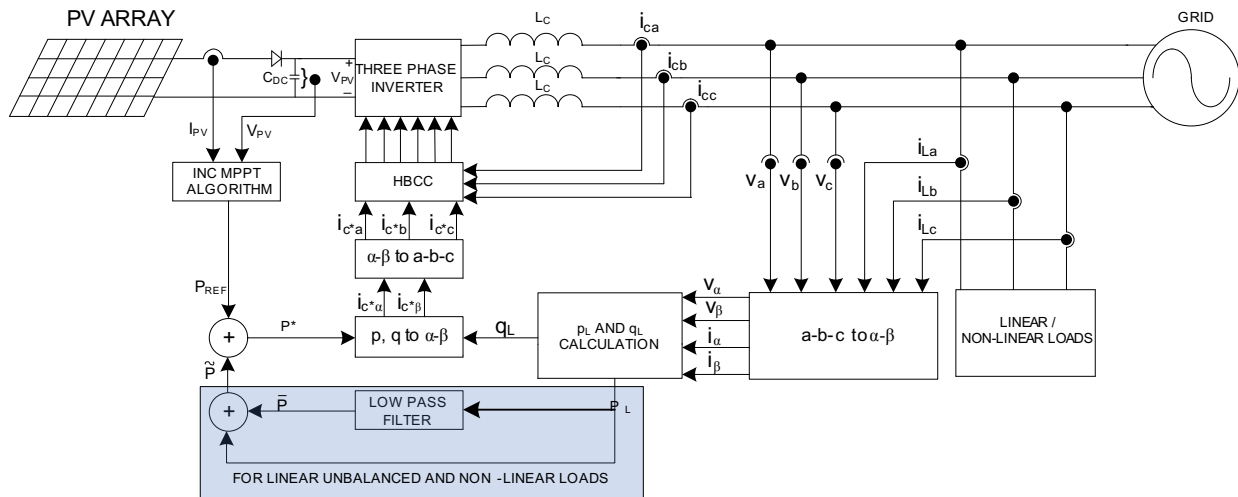 PV ARRAY
L_C
i_ca
GRID
L_C
i_cb
L_C
i_cc
C_DC
}
+
V_PV
−
THREE PHASE
INVERTER
I_PV
V_PV
INC MPPT
ALGORITHM
HBCC
v_a
v_b
v_c
i_La
i_Lb
i_Lc
i_c*a
i_c*b
i_c*c
α-β to a-b-c
P_REF
i_c*α
i_c*β
+
P*
p, q to α-β
q_L
p_L AND q_L
CALCULATION
v_α
v_β
i_α
i_β
a-b-c to α-β
LINEAR /
NON-LINEAR LOADS
P̃
+
P̄
LOW PASS
FILTER
P_L
FOR LINEAR UNBALANCED AND NON -LINEAR LOADS